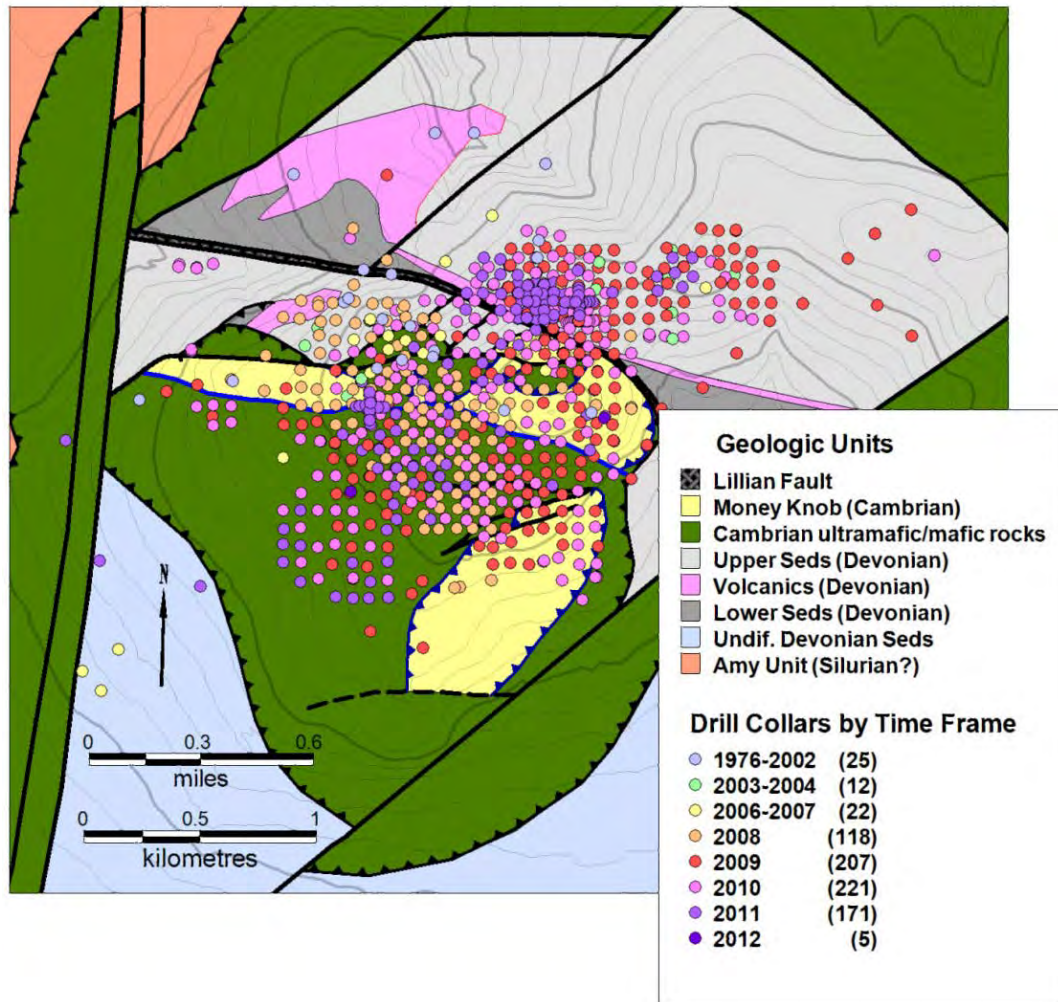 N
0 0.3 0.6
miles
0 0.5 1
kilometres
Geologic Units
Lillian Fault
Money Knob (Cambrian)
Cambrian ultramafic/mafic rocks
Upper Seds (Devonian)
Volcanics (Devonian)
Lower Seds (Devonian)
Undif. Devonian Seds
Amy Unit (Silurian?)
Drill Collars by Time Frame
1976-2002 (25)
2003-2004 (12)
2006-2007 (22)
2008 (118)
2009 (207)
2010 (221)
2011 (171)
2012 (5)